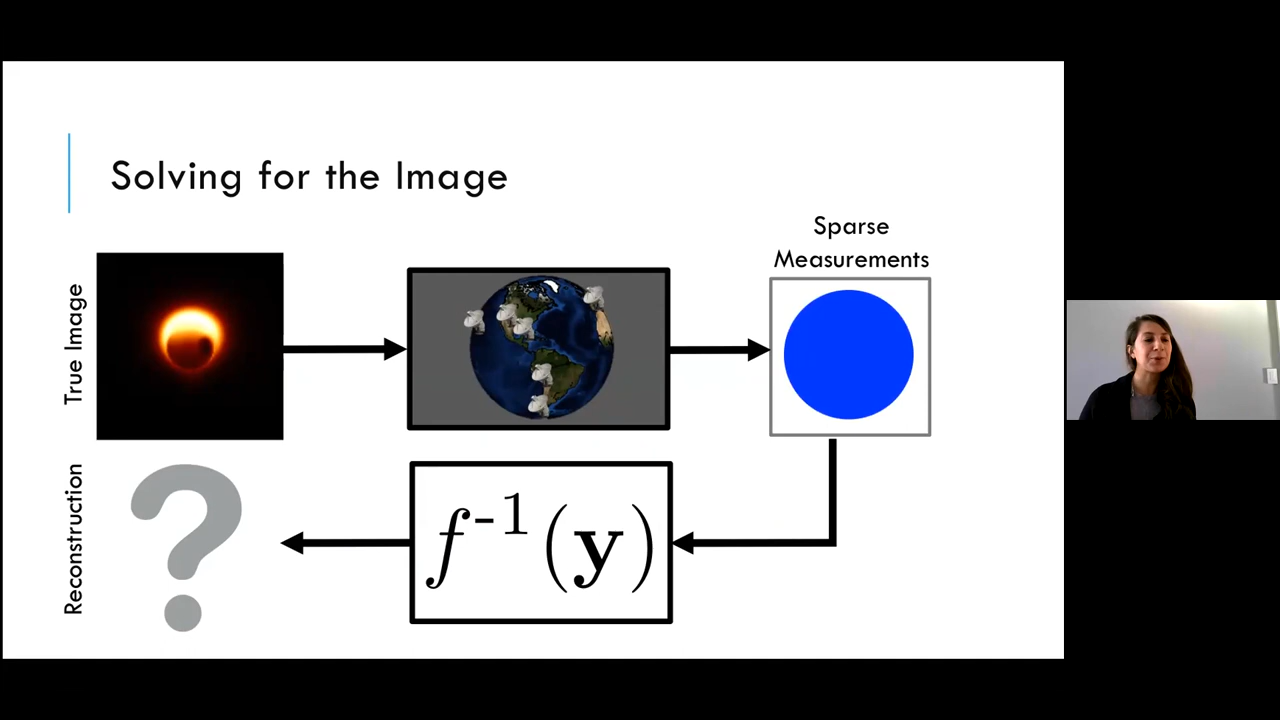 Solving for the Image
Sparse
Measurements
True Image
Reconstruction
?
f⁻¹(y)